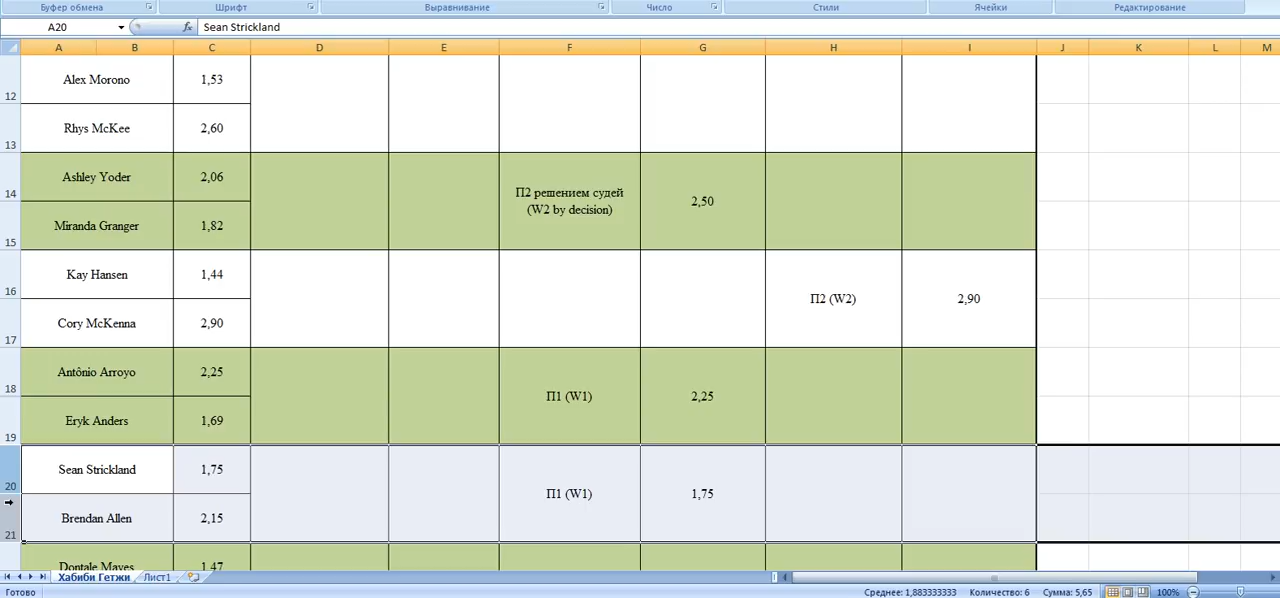 Буфер обмена Шрифт Выравнивание Число Стили Ячейки Редактирование
A20 fx Sean Strickland
A B C D E F G H I J K L M
Alex Morono 1,53
12
Rhys McKee 2,60
13
Ashley Yoder 2,06
14
П2 решением судей
(W2 by decision)
2,50
Miranda Granger 1,82
15
Kay Hansen 1,44
16
П2 (W2) 2,90
Cory McKenna 2,90
17
Antônio Arroyo 2,25
18
П1 (W1) 2,25
Eryk Anders 1,69
19
Sean Strickland 1,75
20
П1 (W1) 1,75
Brendan Allen 2,15
21
Dontale Mayes 1,47
Хабиби Гетжи Лист1
Готово Среднее: 1,883333333 Количество: 6 Сумма: 5,65 100%